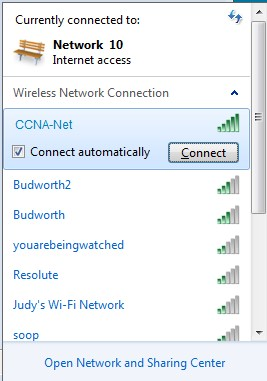 Currently connected to:
Network 10
Internet access
Wireless Network Connection
CCNA-Net
Connect automatically
Connect
Budworth2
Budworth
youarebeingwatched
Resolute
Judy's Wi-Fi Network
soop
Open Network and Sharing Center